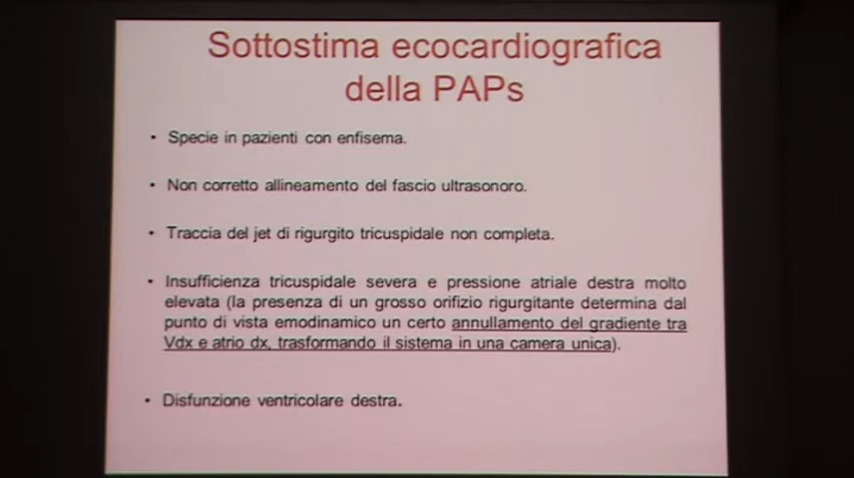 Sottostima ecocardiografica
della PAPs
• Specie in pazienti con enfisema.
• Non corretto allineamento del fascio ultrasonoro.
• Traccia del jet di rigurgito tricuspidale non completa.
• Insufficienza tricuspidale severa e pressione atriale destra molto
elevata (la presenza di un grosso orifizio rigurgitante determina dal
punto di vista emodinamico un certo annullamento del gradiente tra
Vdx e atrio dx, trasformando il sistema in una camera unica).
• Disfunzione ventricolare destra.